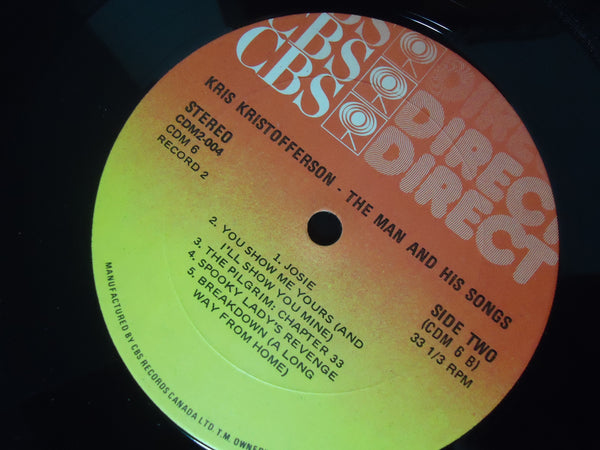 CBS
CBS
CBS
DIRECT
DIRECT
KRIS KRISTOFFERSON - THE MAN AND HIS SONGS
STEREO
CDM2-004
CDM 6
RECORD 2
SIDE TWO
(CDM 6 B)
33 1/3 RPM
1. JOSIE
2. YOU SHOW ME YOURS (AND
I'LL SHOW YOU MINE)
3. THE PILGRIM: CHAPTER 33
4. SPOOKY LADY'S REVENGE
5. BREAKDOWN (A LONG
WAY FROM HOME)
MANUFACTURED BY CBS RECORDS CANADA LTD. T.M.